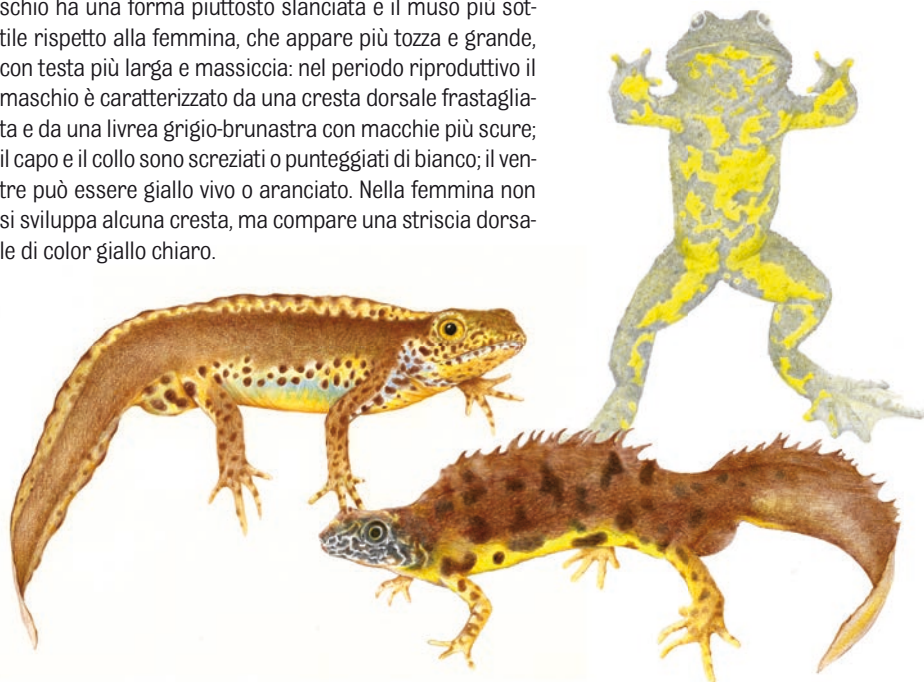 schio ha una forma piuttosto slanciata e il muso più sot-
tile rispetto alla femmina, che appare più tozza e grande,
con testa più larga e massiccia: nel periodo riproduttivo il
maschio è caratterizzato da una cresta dorsale frastaglia-
ta e da una livrea grigio-brunastra con macchie più scure;
il capo e il collo sono screziati o punteggiati di bianco; il ven-
tre può essere giallo vivo o aranciato. Nella femmina non
si sviluppa alcuna cresta, ma compare una striscia dorsa-
le di color giallo chiaro.